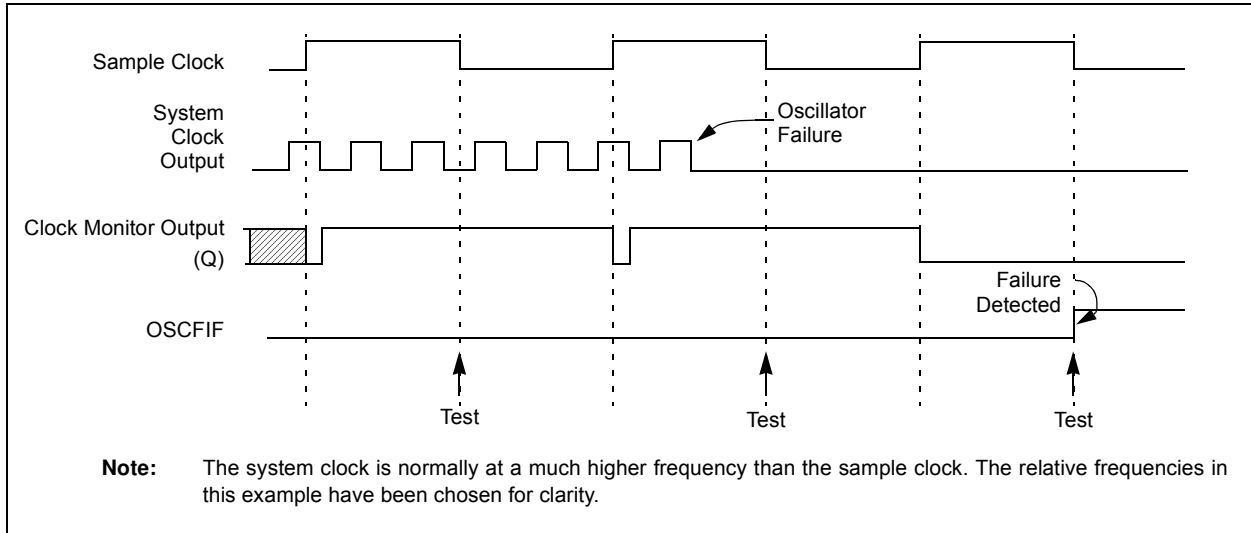 Sample Clock
System
Clock
Output
Oscillator
Failure
Clock Monitor Output
(Q)
Failure
Detected
OSCFIF
Test
Test
Test
Note: The system clock is normally at a much higher frequency than the sample clock. The relative frequencies in
this example have been chosen for clarity.